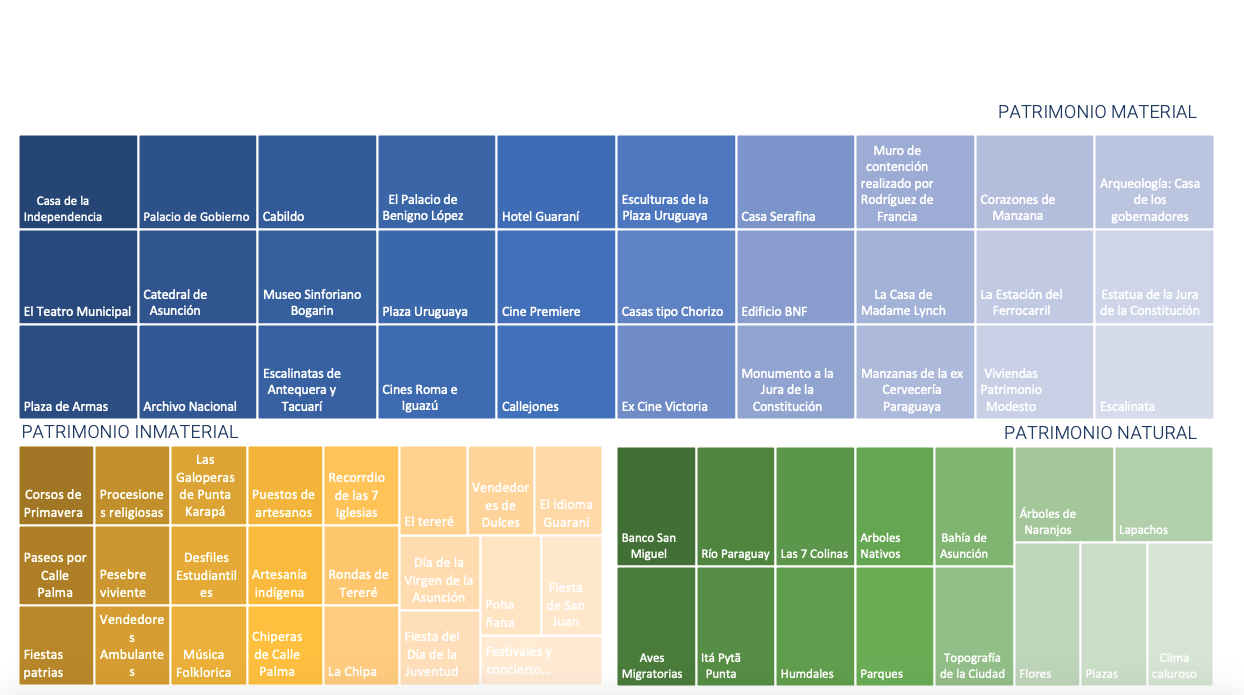 PATRIMONIO MATERIAL
Casa de la
Independencia
Palacio de Gobierno
Cabildo
El Palacio de
Benigno López
Hotel Guaraní
Esculturas de la
Plaza Uruguaya
Casa Serafina
Muro de
contención
realizado por
Rodríguez de
Francia
Corazones de
Manzana
Arqueología: Casa
de los
gobernadores
El Teatro Municipal
Catedral de
Asunción
Museo Sinforiano
Bogarin
Plaza Uruguaya
Cine Premiere
Casas tipo Chorizo
Edificio BNF
La Casa de
Madame Lynch
La Estación del
Ferrocarril
Estatua de la Jura
de la Constitución
Plaza de Armas
Archivo Nacional
Escalinatas de
Antequera y
Tacuarí
Cines Roma e
Iguazú
Callejones
Ex Cine Victoria
Monumento a la
Jura de la
Constitución
Manzanas de la ex
Cervecería
Paraguaya
Viviendas
Patrimonio
Modesto
Escalinata
PATRIMONIO INMATERIAL
Corsos de
Primavera
Procesione
s religiosas
Las
Galoperas
de Punta
Karapá
Puestos de
artesanos
Recorrdio
de las 7
Iglesias
El tereré
Vendedor
es de
Dulces
El idioma
Guaraní
Paseos por
Calle
Palma
Pesebre
viviente
Desfiles
Estudiantil
es
Artesanía
indígena
Rondas de
Tereré
Día de la
Virgen de la
Asunción
Poha
ñana
Fiesta
de San
Juan
Fiestas
patrias
Vendedore
s
Ambulante
s
Música
Folklorica
Chiperas
de Calle
Palma
La Chipa
Fiesta del
Día de la
Juventud
Festivales y
concierto...
PATRIMONIO NATURAL
Banco San
Miguel
Río Paraguay
Las 7 Colinas
Arboles
Nativos
Bahía de
Asunción
Árboles de
Naranjos
Lapachos
Aves
Migratorias
Itá Pytã
Punta
Humdales
Parques
Topografía
de la Ciudad
Flores
Plazas
Clima
caluroso